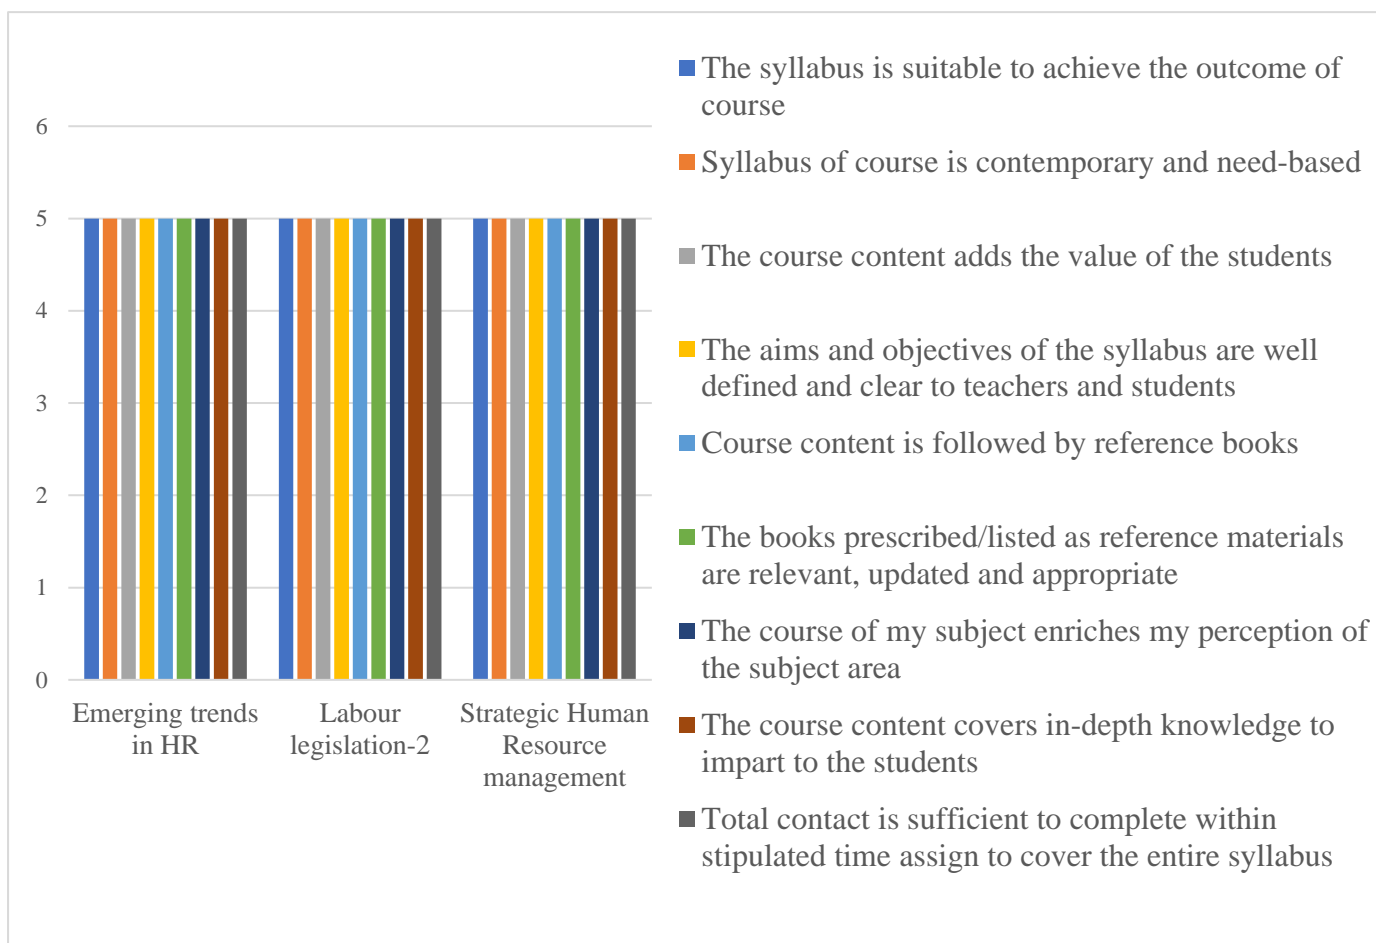 6
5
4
3
2
1
0
Emerging trends
in HR
Labour
legislation-2
Strategic Human
Resource
management
The syllabus is suitable to achieve the outcome of
course
Syllabus of course is contemporary and need-based
The course content adds the value of the students
The aims and objectives of the syllabus are well
defined and clear to teachers and students
Course content is followed by reference books
The books prescribed/listed as reference materials
are relevant, updated and appropriate
The course of my subject enriches my perception of
the subject area
The course content covers in-depth knowledge to
impart to the students
Total contact is sufficient to complete within
stipulated time assign to cover the entire syllabus